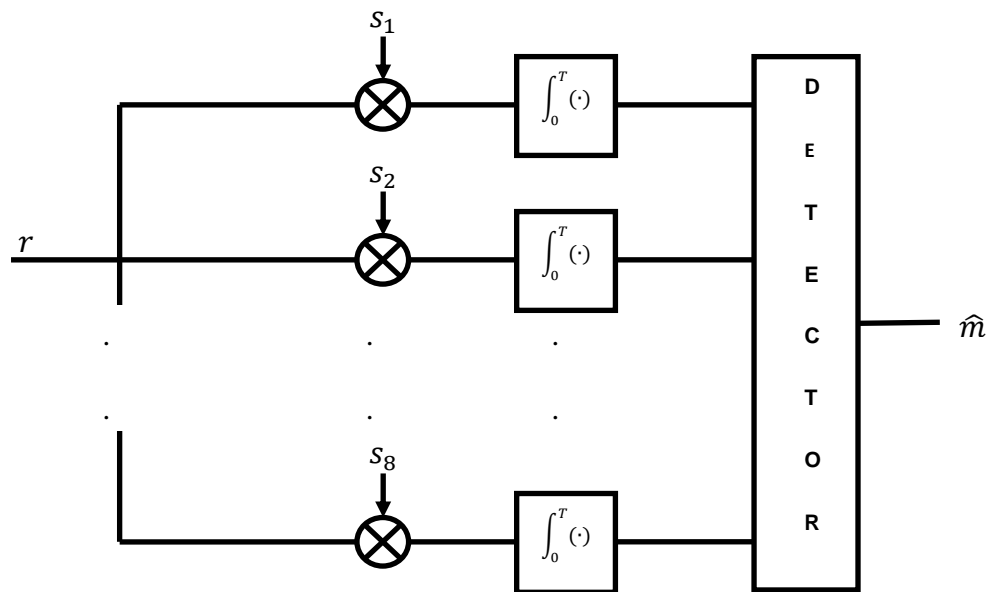 s₁
∫₀ᵀ (·)
D
E
T
E
C
T
O
R
s₂
∫₀ᵀ (·)
r
m̂
. . .
. . .
s₈
∫₀ᵀ (·)